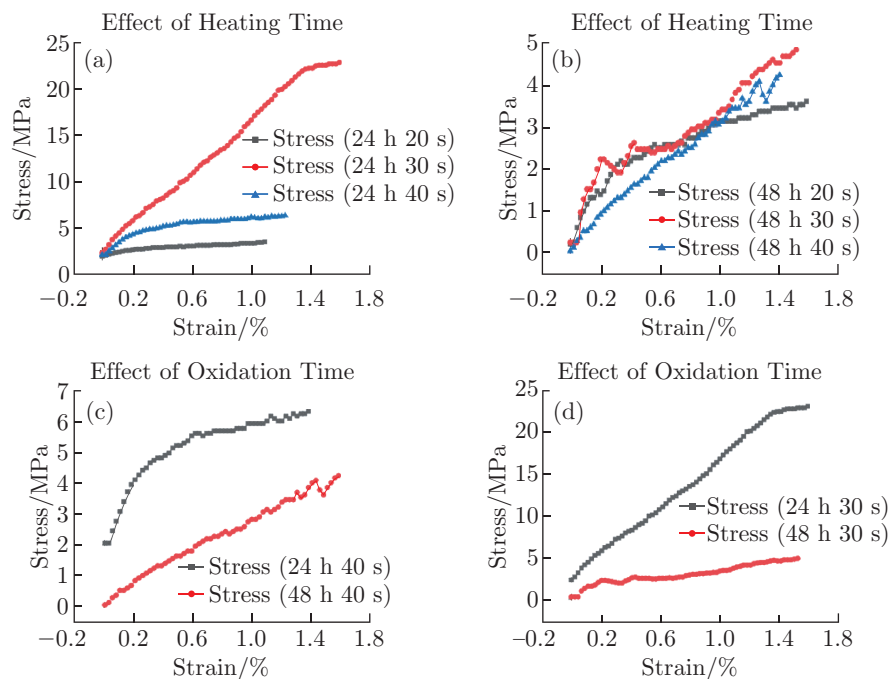 Effect of Heating Time
(a)
25
20
15
10
5
0
Stress/MPa
Stress (24 h 20 s)
Stress (24 h 30 s)
Stress (24 h 40 s)
−0.2 0.2 0.6 1.0 1.4 1.8
Strain/%
Effect of Heating Time
(b)
5
4
3
2
1
0
Stress/MPa
Stress (48 h 20 s)
Stress (48 h 30 s)
Stress (48 h 40 s)
−0.2 0.2 0.6 1.0 1.4 1.8
Strain/%
Effect of Oxidation Time
(c)
7
6
5
4
3
2
1
0
Stress/MPa
Stress (24 h 40 s)
Stress (48 h 40 s)
−0.2 0.2 0.6 1.0 1.4 1.8
Strain/%
Effect of Oxidation Time
(d)
25
20
15
10
5
0
Stress/MPa
Stress (24 h 30 s)
Stress (48 h 30 s)
−0.2 0.2 0.6 1.0 1.4 1.8
Strain/%